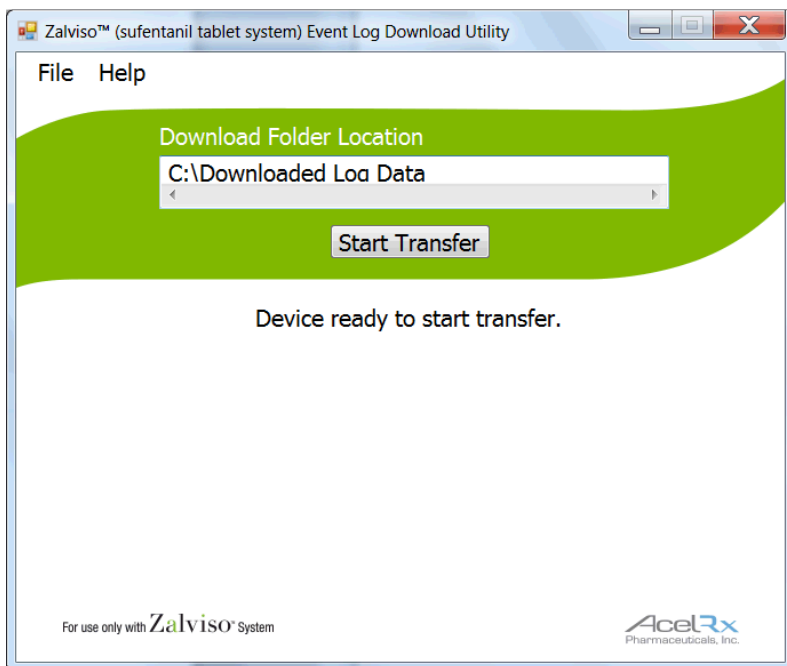 Zalviso™ (sufentanil tablet system) Event Log Download Utility
File Help
Download Folder Location
C:\Downloaded Log Data
Start Transfer
Device ready to start transfer.
For use only with Zalviso™ System
AcelRx
Pharmaceuticals, Inc.